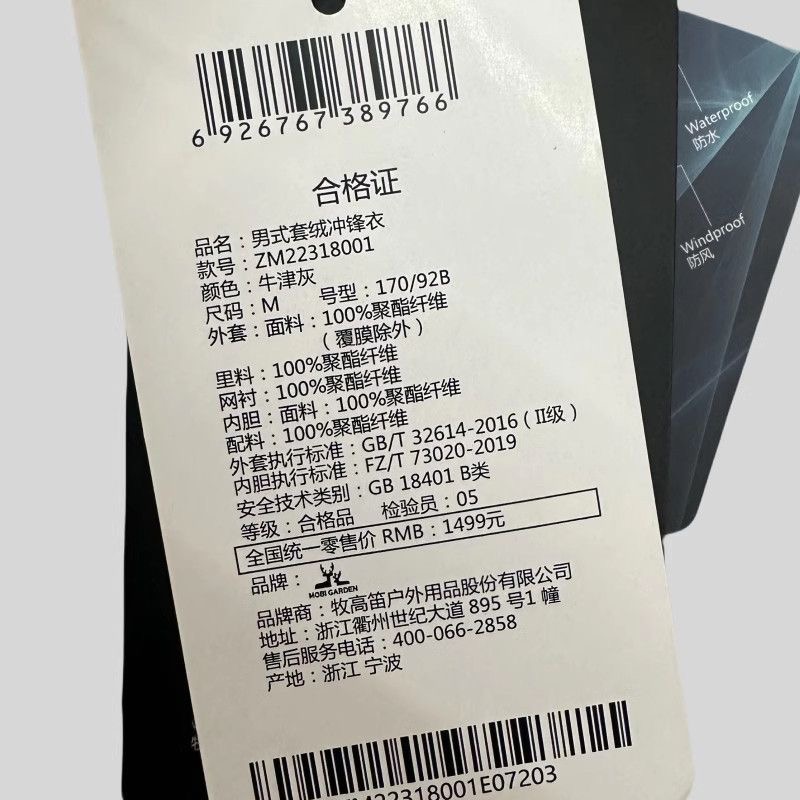 6 926767 389766
合格证
品名：男式套绒冲锋衣
款号：ZM22318001
颜色：牛津灰
尺码：M 号型：170/92B
外套：面料：100%聚酯纤维
（覆膜除外）
里料：100%聚酯纤维
网衬：100%聚酯纤维
内胆：面料：100%聚酯纤维
配料：100%聚酯纤维
外套执行标准：GB/T 32614-2016（II级）
内胆执行标准：FZ/T 73020-2019
安全技术类别：GB 18401 B类
等级：合格品 检验员：05
全国统一零售价 RMB：1499元
品牌：
MOBI GARDEN
品牌商：牧高笛户外用品股份有限公司
地址：浙江衢州世纪大道 895 号1 幢
售后服务电话：400-066-2858
产地：浙江 宁波
M22318001E07203
Waterproof
防水
Windproof
防风